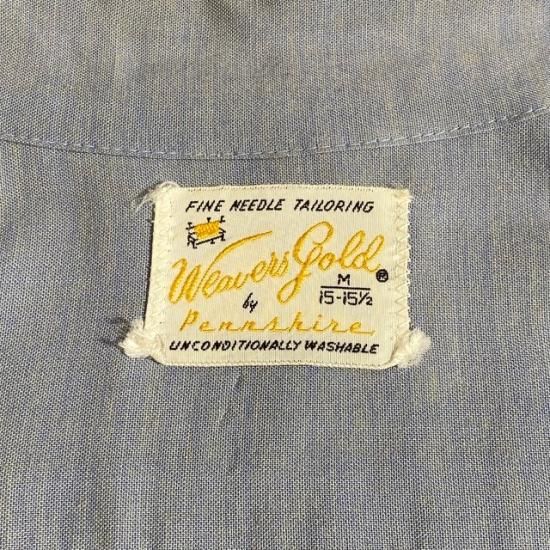 FINE NEEDLE TAILORING
Weavers Gold ®
M
15-15½
by
Pennshire
UNCONDITIONALLY WASHABLE